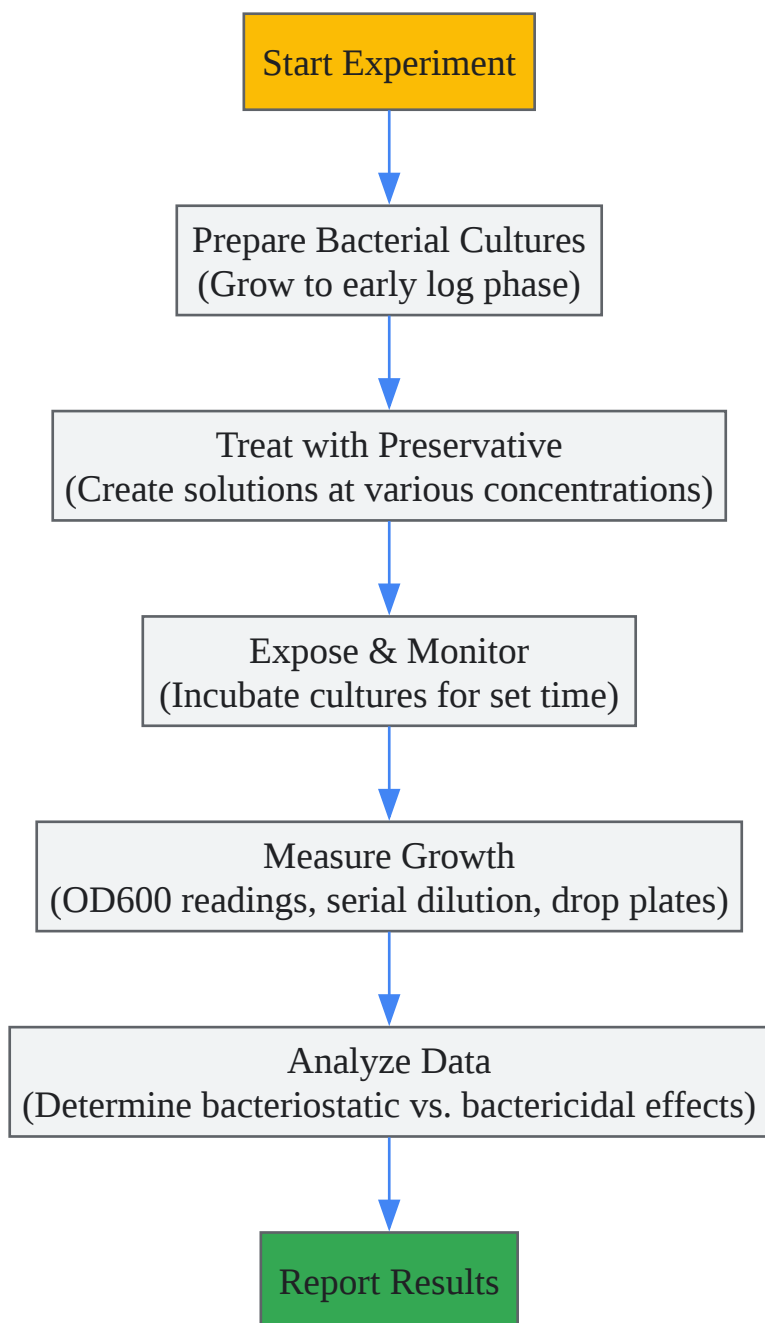 Start Experiment
Prepare Bacterial Cultures
(Grow to early log phase)
Treat with Preservative
(Create solutions at various concentrations)
Expose & Monitor
(Incubate cultures for set time)
Measure Growth
(OD600 readings, serial dilution, drop plates)
Analyze Data
(Determine bacteriostatic vs. bactericidal effects)
Report Results